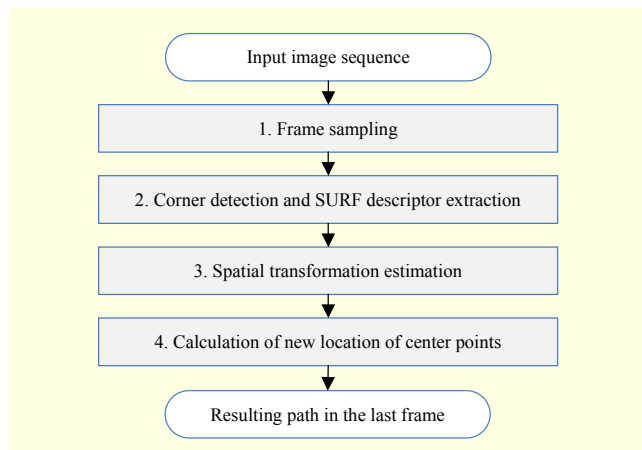 Input image sequence
1. Frame sampling
2. Corner detection and SURF descriptor extraction
3. Spatial transformation estimation
4. Calculation of new location of center points
Resulting path in the last frame